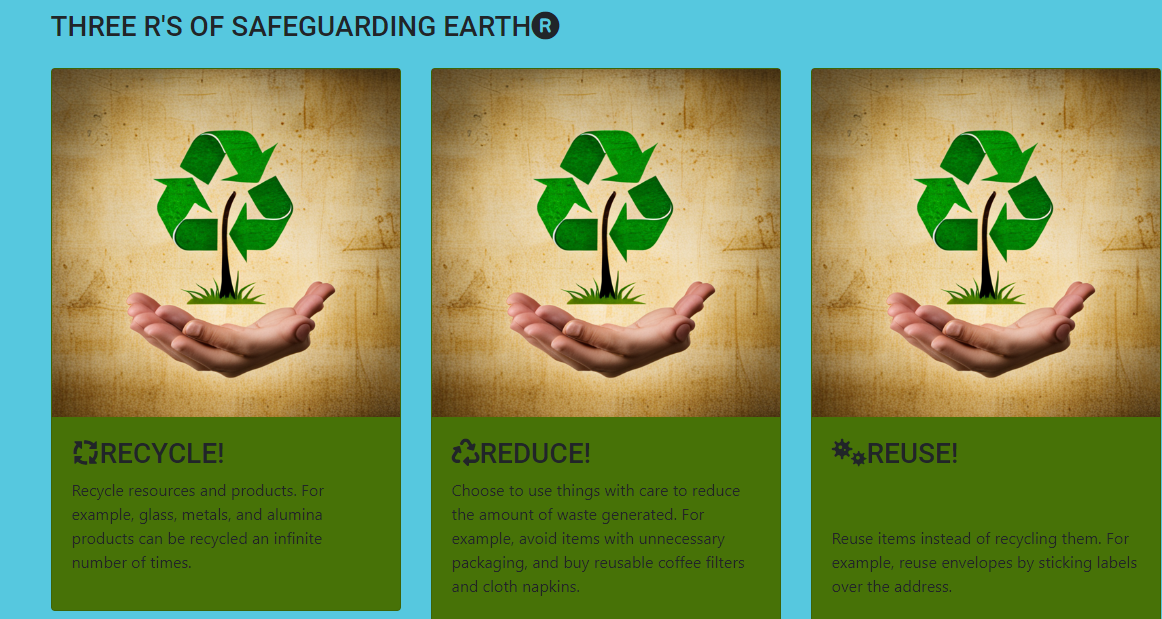 THREE R'S OF SAFEGUARDING EARTH®
RECYCLE!
Recycle resources and products. For
example, glass, metals, and alumina
products can be recycled an infinite
number of times.
REDUCE!
Choose to use things with care to reduce
the amount of waste generated. For
example, avoid items with unnecessary
packaging, and buy reusable coffee filters
and cloth napkins.
REUSE!
Reuse items instead of recycling them. For
example, reuse envelopes by sticking labels
over the address.